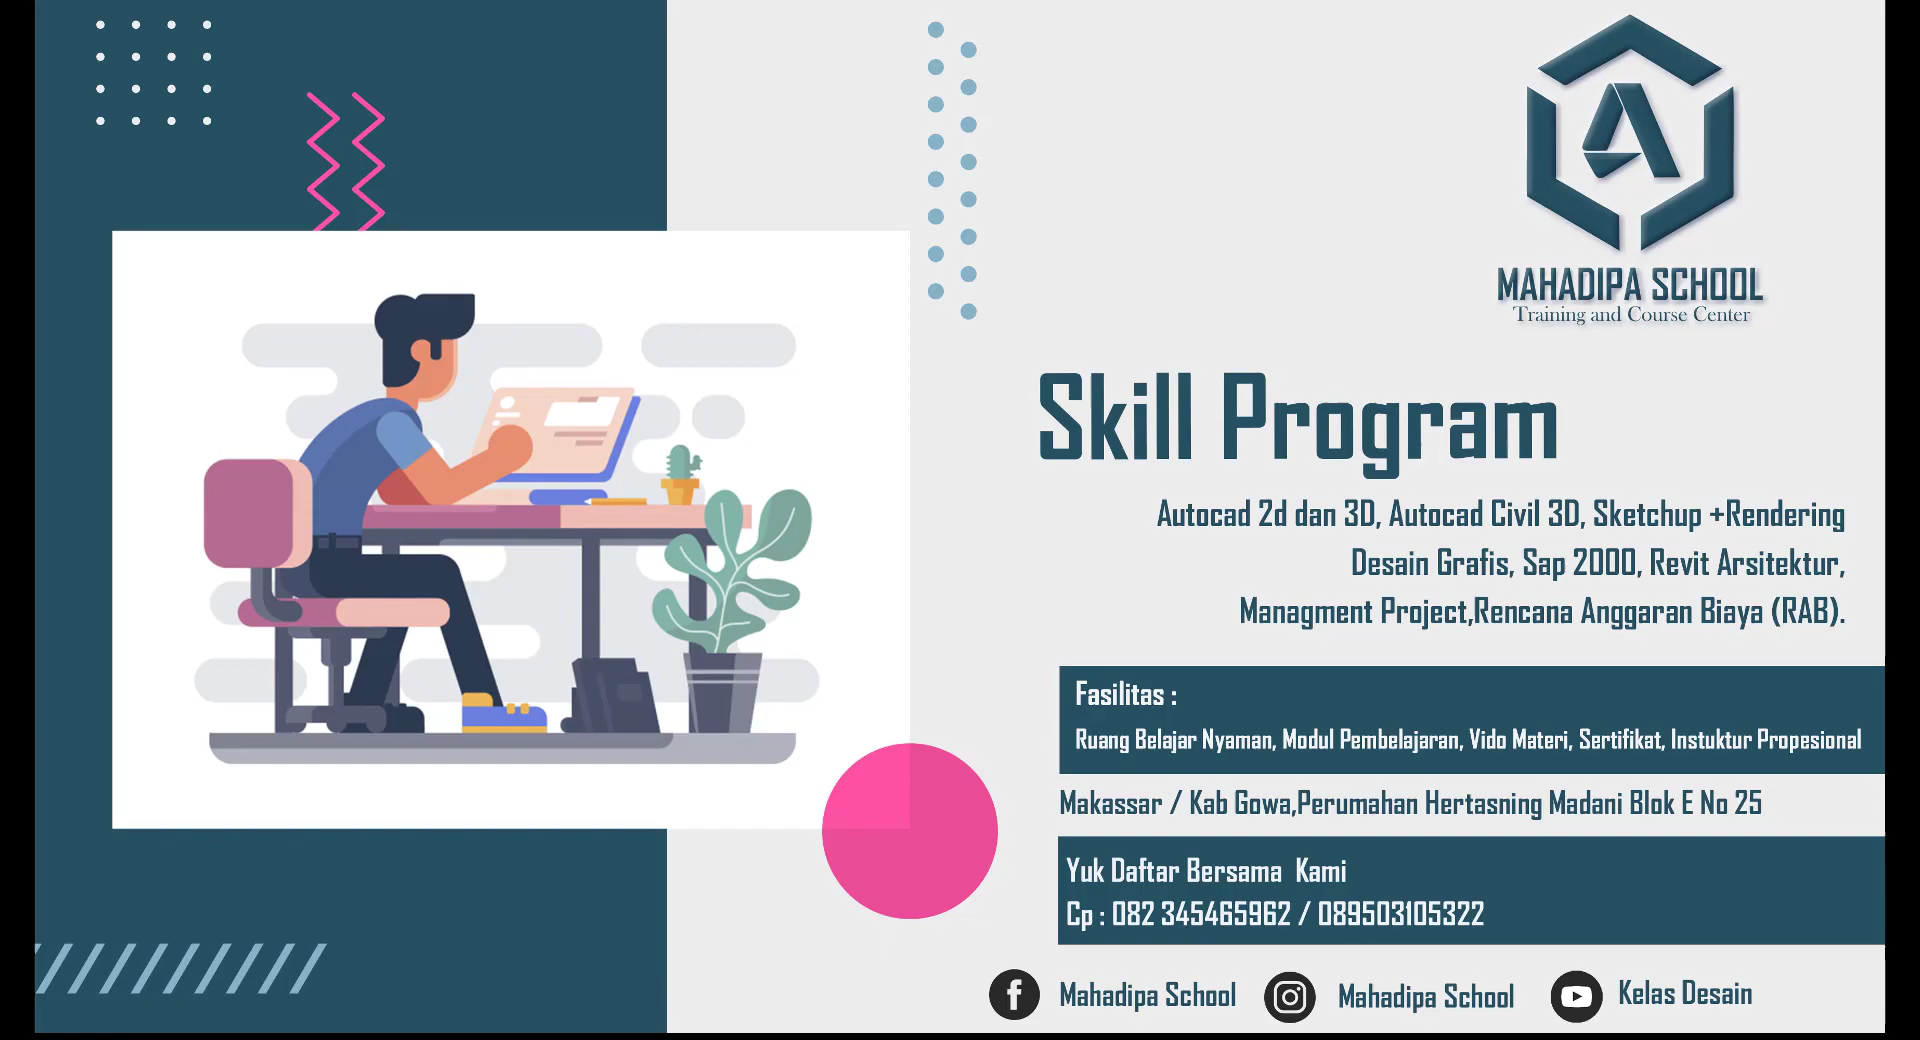 MAHADIPA SCHOOL
Training and Course Center
Skill Program
Autocad 2d dan 3D, Autocad Civil 3D, Sketchup +Rendering
Desain Grafis, Sap 2000, Revit Arsitektur,
Managment Project,Rencana Anggaran Biaya (RAB).
Fasilitas :
Ruang Belajar Nyaman, Modul Pembelajaran, Vido Materi, Sertifikat, Instuktur Propesional
Makassar / Kab Gowa,Perumahan Hertasning Madani Blok E No 25
Yuk Daftar Bersama Kami
Cp : 082 345465962 / 089503105322
Mahadipa School
Mahadipa School
Kelas Desain